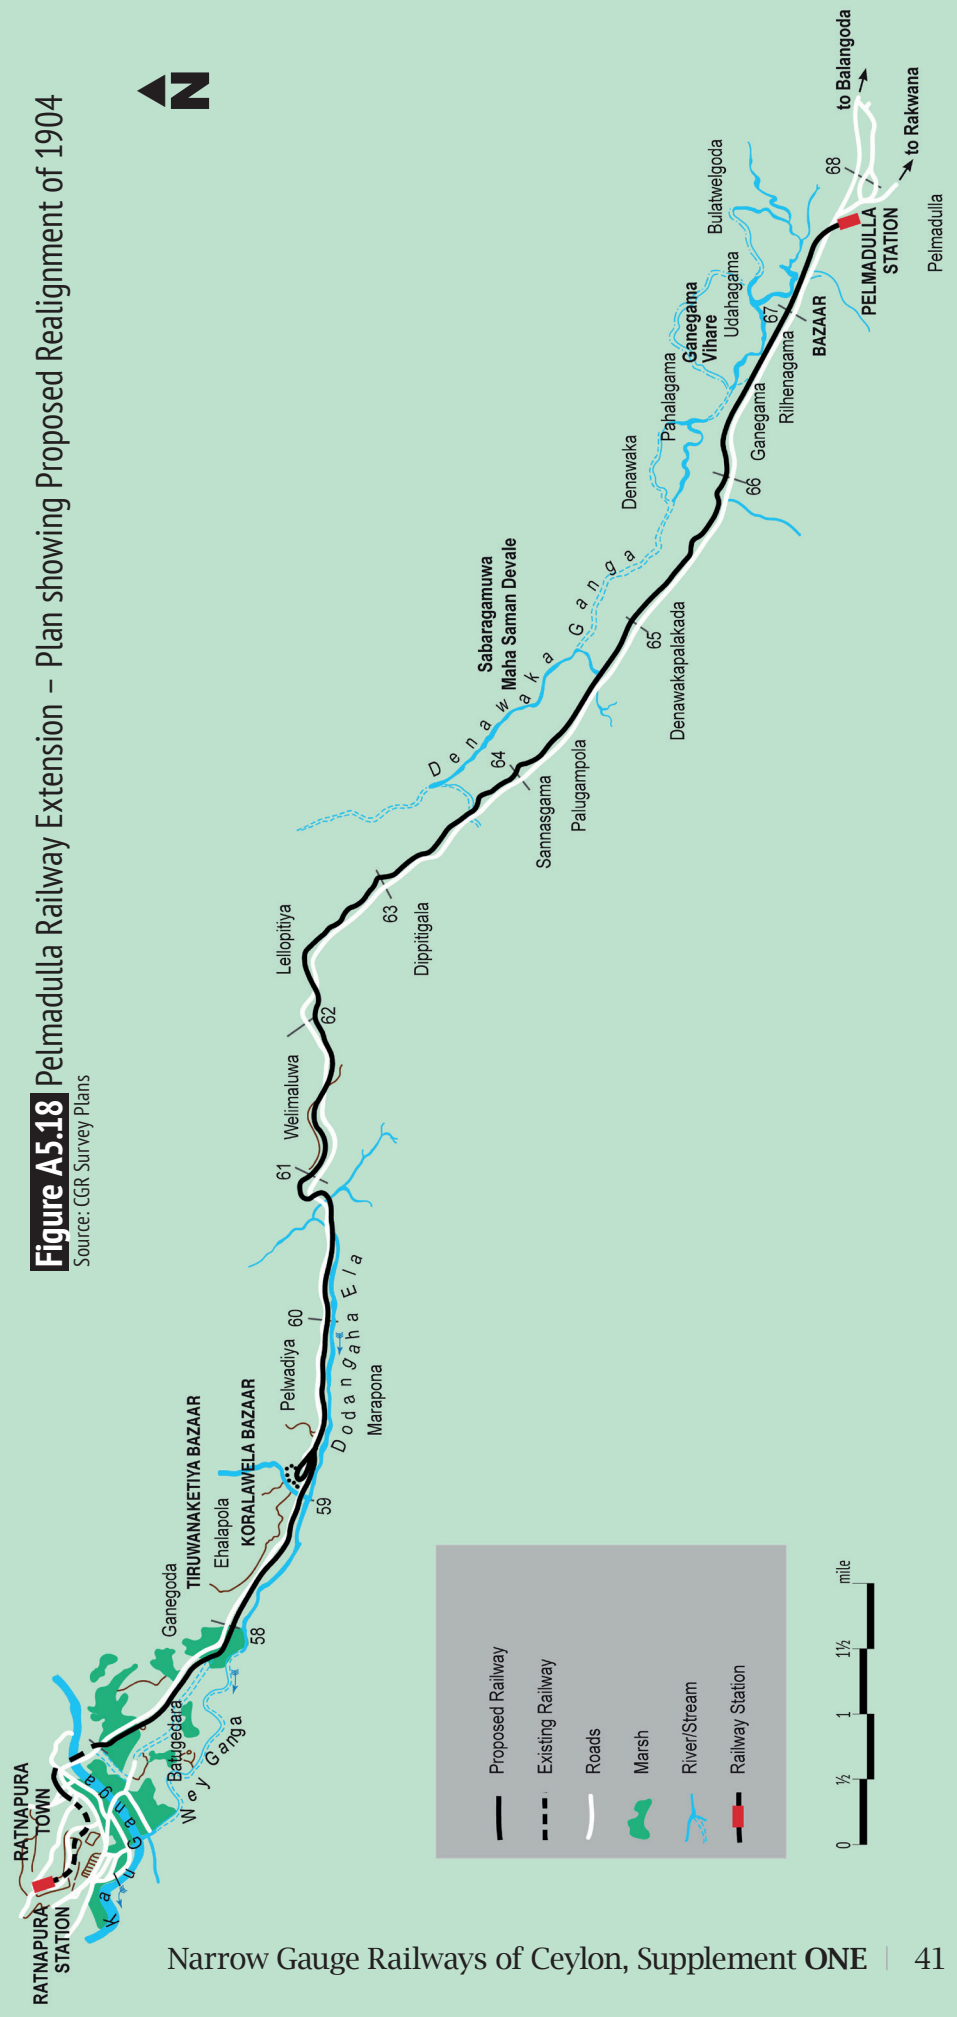 Figure A5.18 Pelmadulla Railway Extension – Plan showing Proposed Realignment of 1904
Source: CGR Survey Plans
N
RATNAPURA
STATION
RATNAPURA
TOWN
Kalu Ganga
Wey Ganga
Batugedara
Ganegoda
58
TIRUWANAKETIYA BAZAAR
Ehalapola
KORALAWELA BAZAAR
59
Pelwadiya
Dodangaha Ela
Marapona
60
61
Welimaluwa
62
Lellopitiya
63
Dippitigala
Denawaka Ganga
64
Sannasgama
Palugampola
Sabaragamuwa
Maha Saman Devale
65
Denawakapalakada
Denawaka
66
Pahalagama
Ganegama
Ganegama
Vihare
Rilhenagama
Udahagama
67
BAZAAR
Bulatwelgoda
68
PELMADULLA
STATION
Pelmadulla
to Balangoda
to Rakwana
Proposed Railway
Existing Railway
Roads
Marsh
River/Stream
Railway Station
0 ½ 1 1½ mile
Narrow Gauge Railways of Ceylon, Supplement ONE | 41